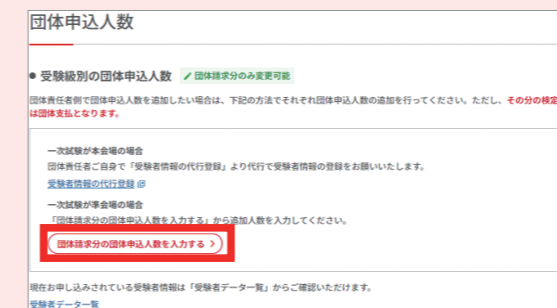 団体申込人数
受験級別の団体申込人数 団体請求分のみ変更可能
団体責任者側で団体申込人数を追加したい場合は、下記の方法でそれぞれ団体申込人数の追加を行ってください。ただし、その分の検定
は団体支払となります。
一次試験が本会場の場合
団体責任者ご自身で「受験者情報の代行登録」より代行で受験者情報の登録をお願いいたします。
受験者情報の代行登録
一次試験が準会場の場合
「団体請求分の団体申込人数を入力する」から追加人数を入力してください。
団体請求分の団体申込人数を入力する >
現在お申し込みされている受験者情報は「受験者データ一覧」からご確認いただけます。
受験者データ一覧